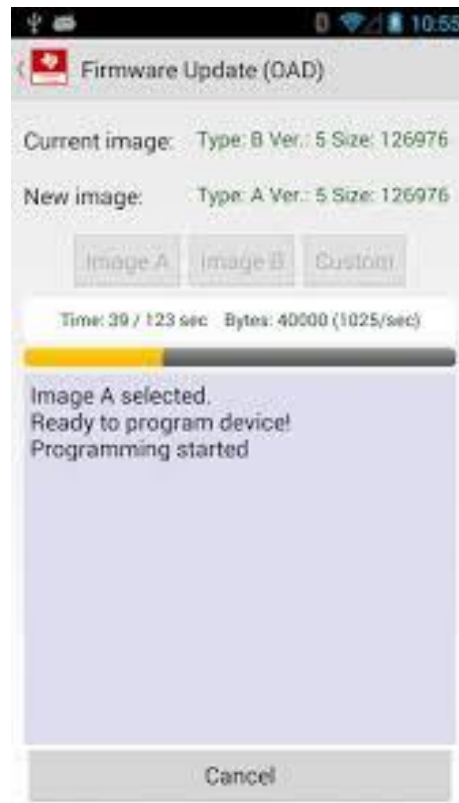 10:55
Firmware Update (OAD)
Current image: Type: B Ver.: 5 Size: 126976
New image: Type: A Ver.: 5 Size: 126976
Image A Image B Custom
Time: 39 / 123 sec Bytes: 40000 (1025/sec)
Image A selected.
Ready to program device!
Programming started
Cancel